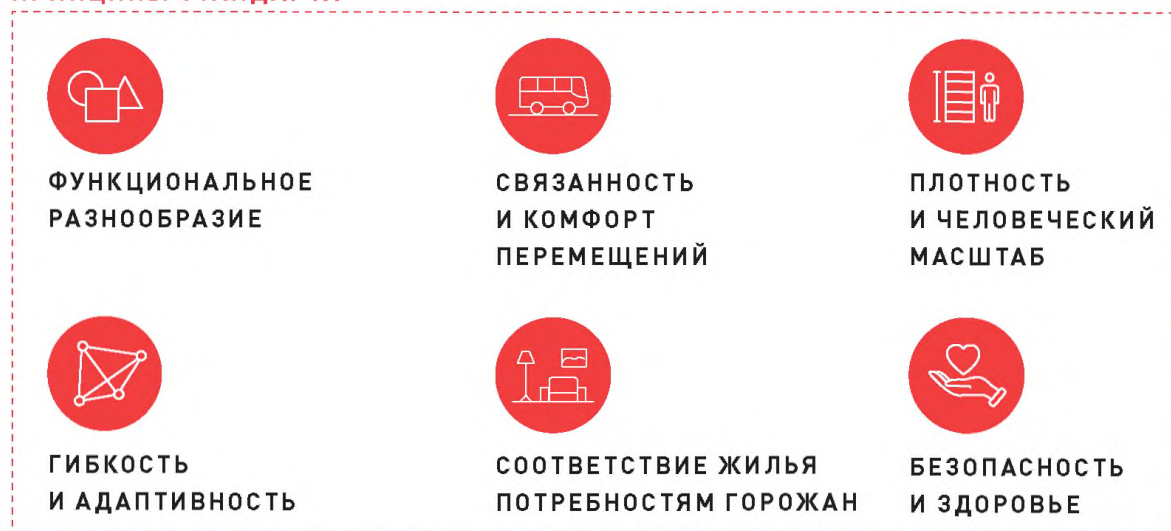 ФУНКЦИОНАЛЬНОЕ
РАЗНООБРАЗИЕ
СВЯЗАННОСТЬ
И КОМФОРТ
ПЕРЕМЕЩЕНИЙ
ПЛОТНОСТЬ
И ЧЕЛОВЕЧЕСКИЙ
МАСШТАБ
ГИБКОСТЬ
И АДАПТИВНОСТЬ
СООТВЕТСТВИЕ ЖИЛЬЯ
ПОТРЕБНОСТЯМ ГОРОЖАН
БЕЗОПАСНОСТЬ
И ЗДОРОВЬЕ